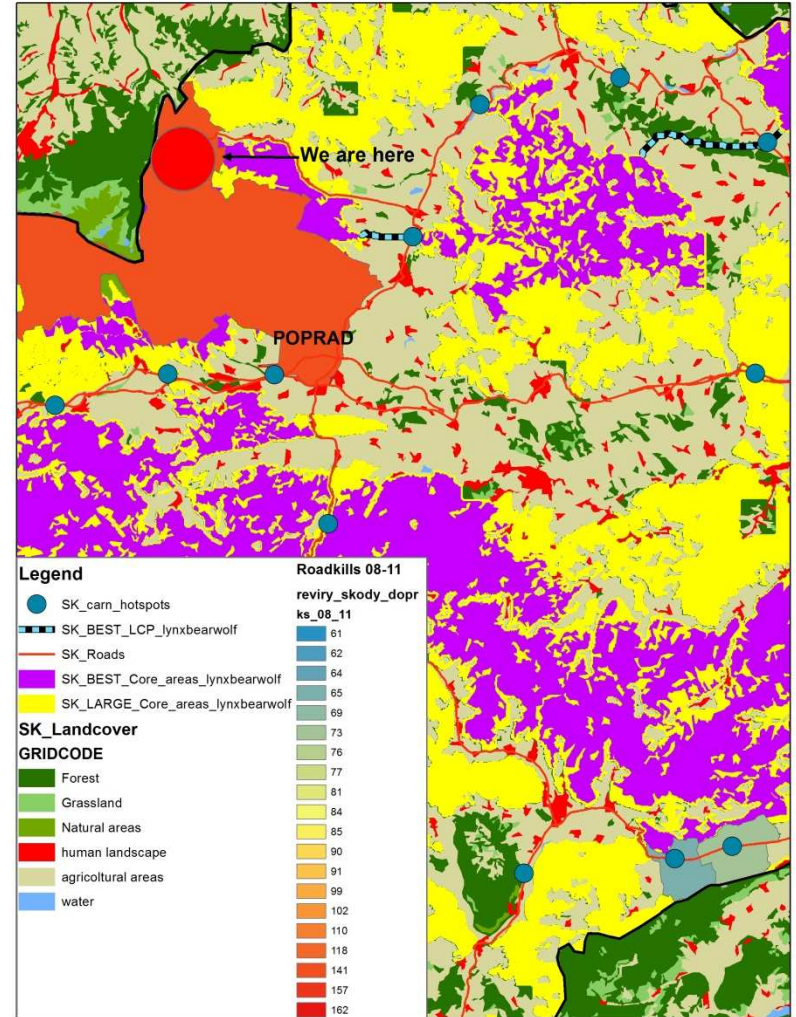 We are here
POPRAD
Legend
SK_carn_hotspots
SK_BEST_LCP_lynxbearwolf
SK_Roads
SK_BEST_Core_areas_lynxbearwolf
SK_LARGE_Core_areas_lynxbearwolf
SK_Landcover
GRIDCODE
Forest
Grassland
Natural areas
human landscape
agricoltural areas
water
Roadkills 08-11
reviry_skody_dopr
ks_08_11
61
62
64
65
69
73
76
77
81
84
85
90
91
99
102
110
118
141
157
162